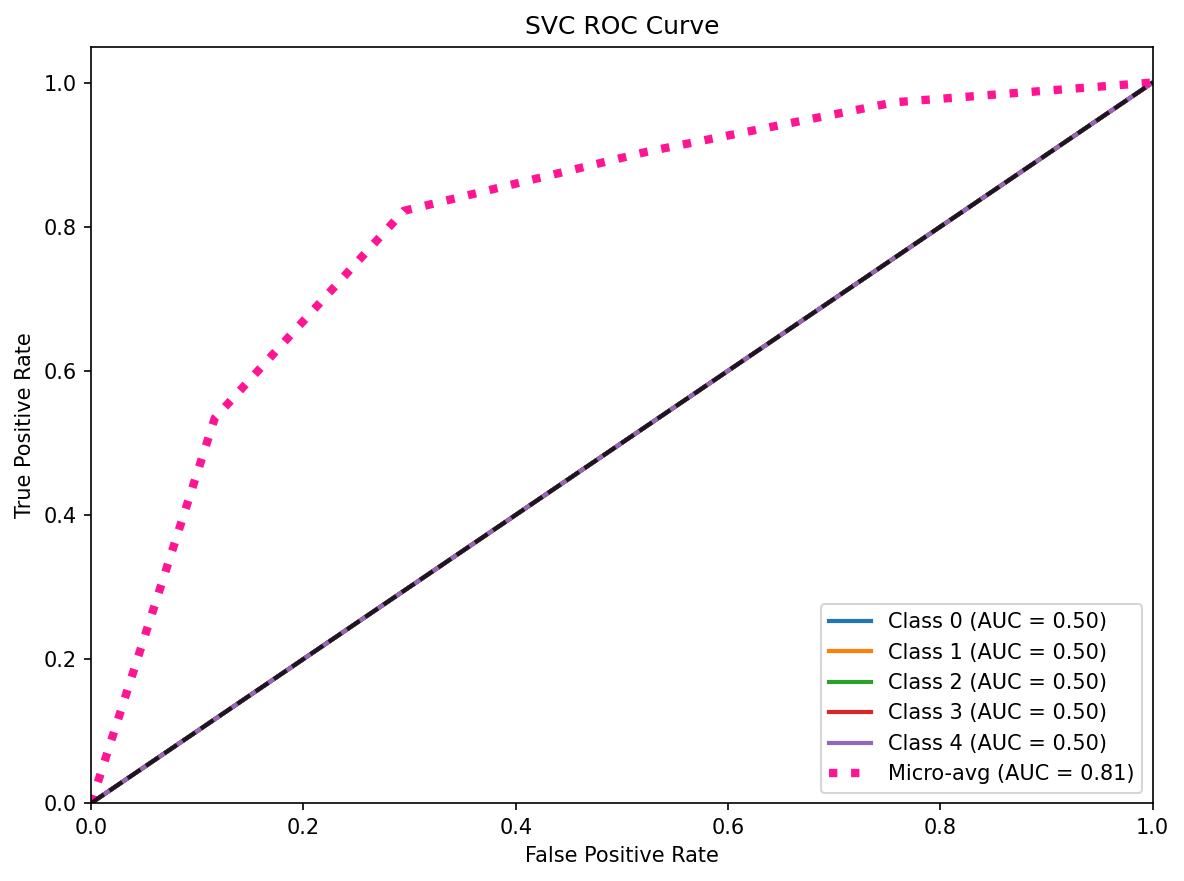 SVC ROC Curve
True Positive Rate
1.0
0.8
0.6
0.4
0.2
0.0
0.0 0.2 0.4 0.6 0.8 1.0
False Positive Rate
Class 0 (AUC = 0.50)
Class 1 (AUC = 0.50)
Class 2 (AUC = 0.50)
Class 3 (AUC = 0.50)
Class 4 (AUC = 0.50)
Micro-avg (AUC = 0.81)